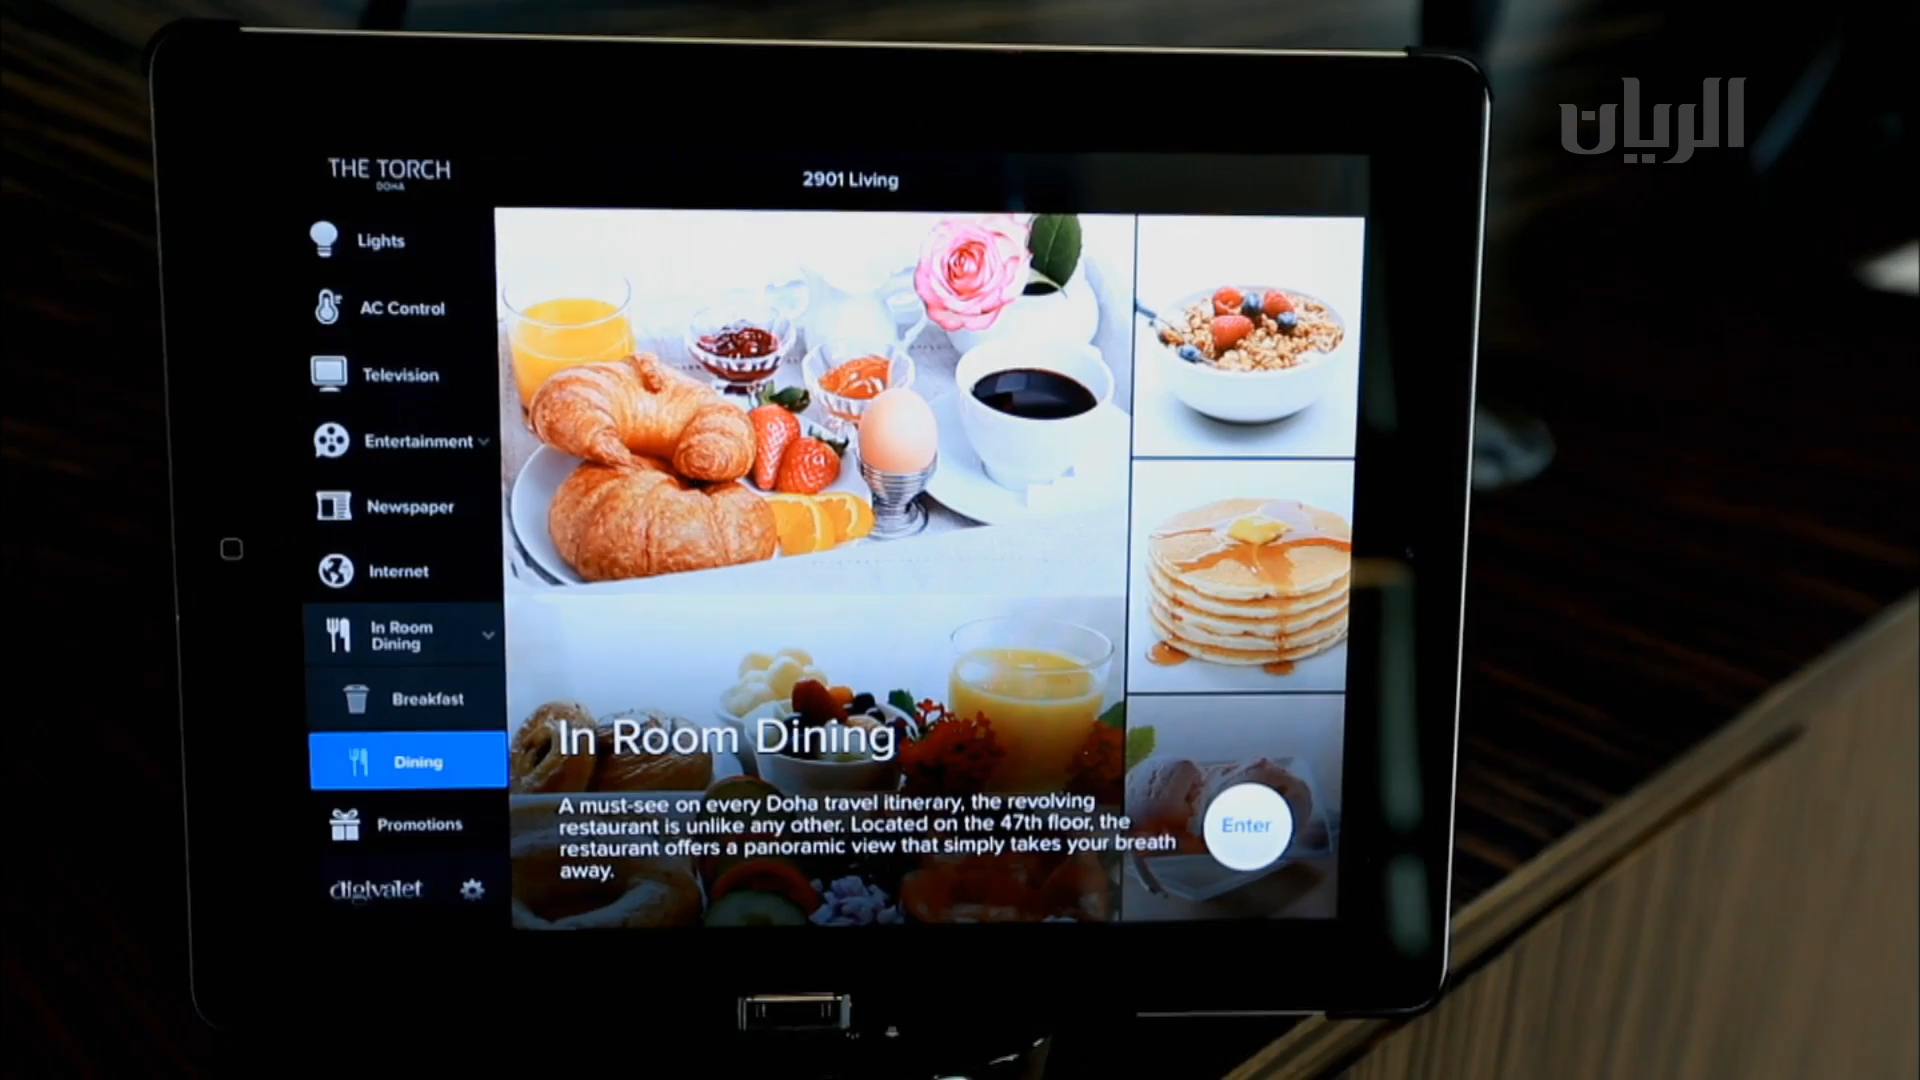 الريان
THE TORCH
DOHA
2901 Living
Lights
AC Control
Television
Entertainment
Newspaper
Internet
In Room
Dining
Breakfast
Dining
Promotions
digivalet
In Room Dining
A must-see on every Doha travel itinerary, the revolving
restaurant is unlike any other. Located on the 47th floor, the
restaurant offers a panoramic view that simply takes your breath
away.
Enter